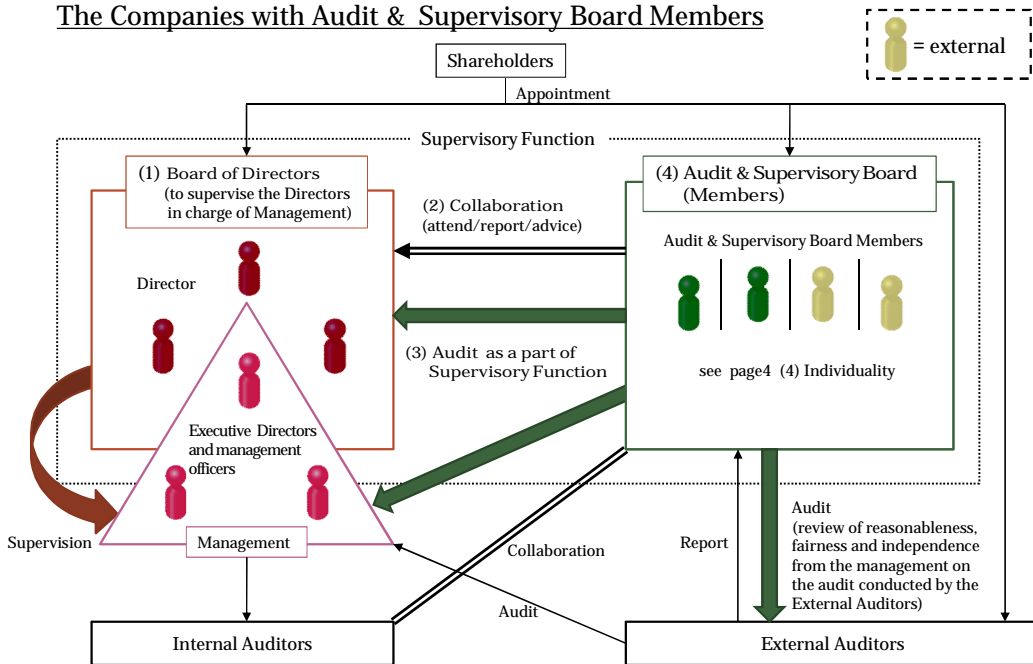 The Companies with Audit & Supervisory Board Members
= external
Shareholders
Appointment
Supervisory Function
(1) Board of Directors
(to supervise the Directors
in charge of Management)
(4) Audit & Supervisory Board
(Members)
(2) Collaboration
(attend/report/advice)
Audit & Supervisory Board Members
Director
(3) Audit as a part of
Supervisory Function
see page4 (4) Individuality
Executive Directors
and management
officers
Supervision
Management
Collaboration
Report
Audit
(review of reasonableness,
fairness and independence
from the management on
the audit conducted by the
External Auditors)
Audit
Internal Auditors
External Auditors